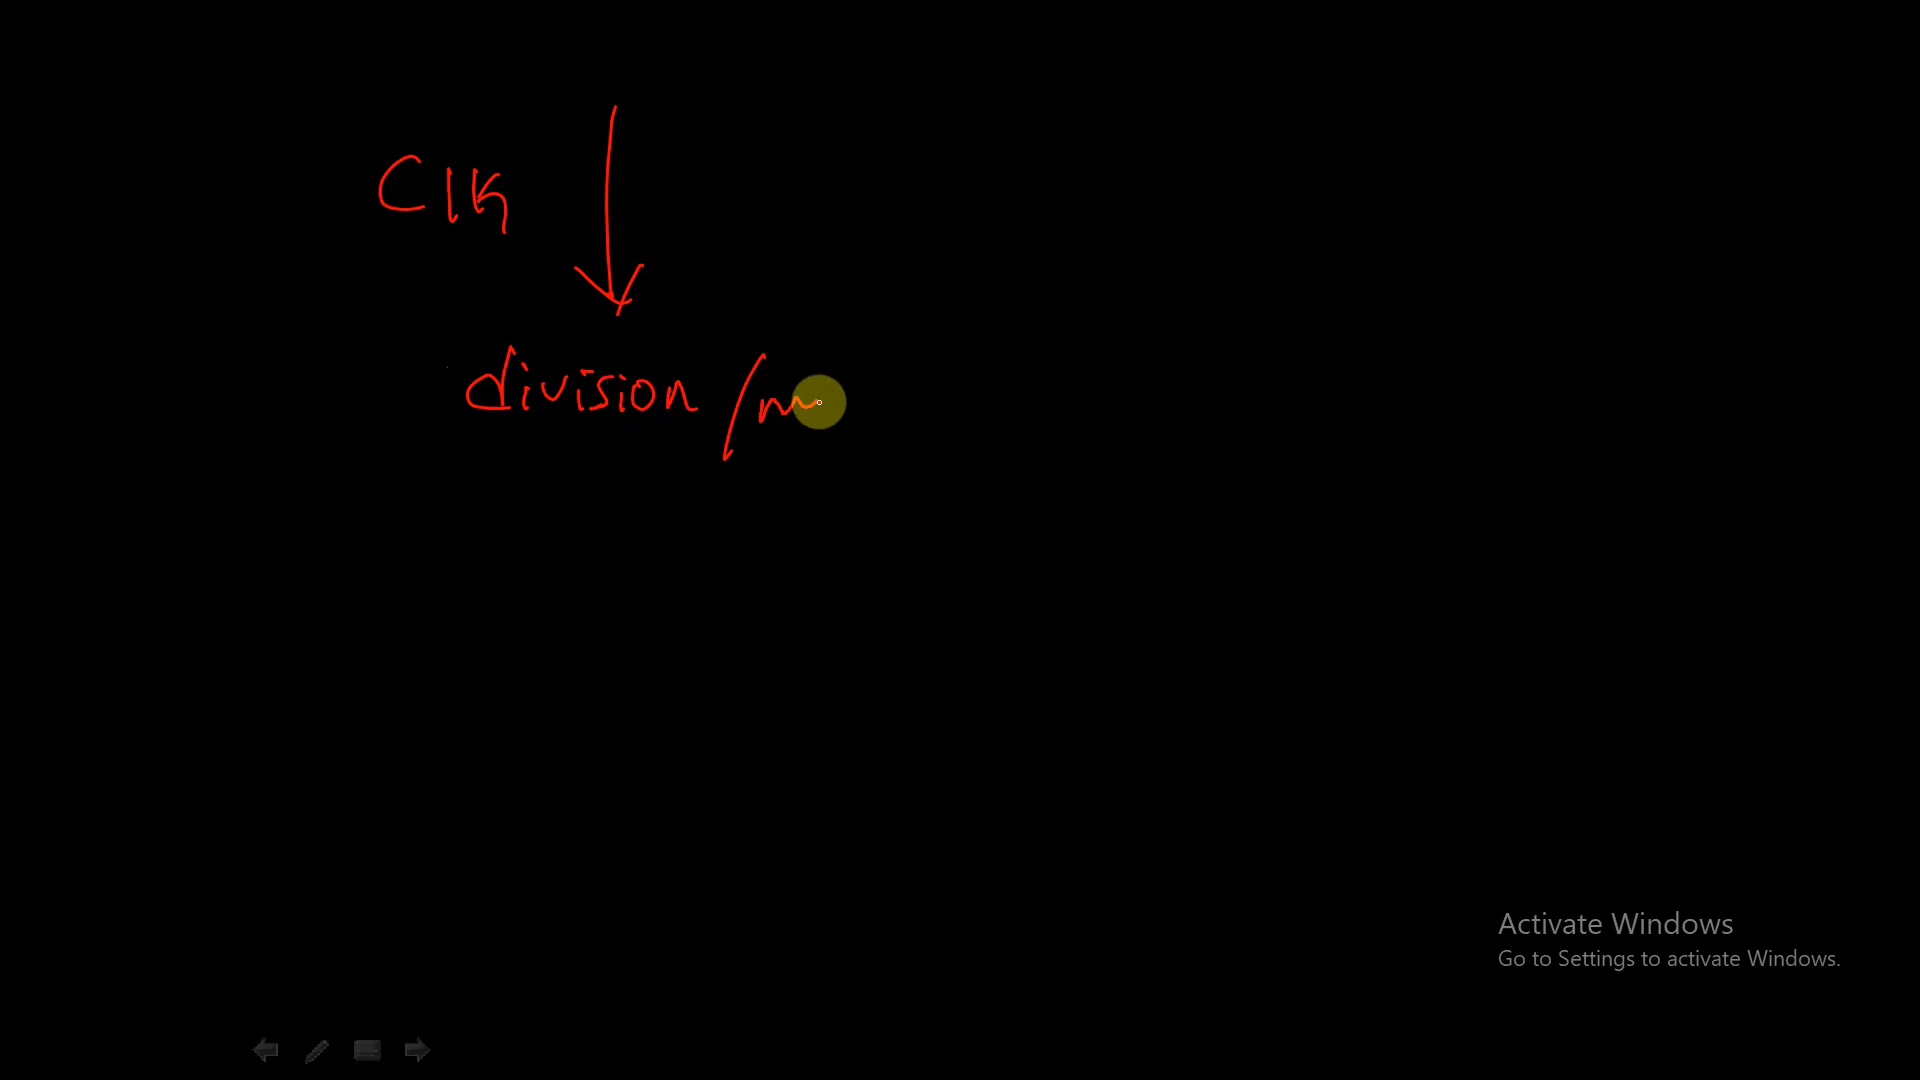 Clk
division / m
Activate Windows
Go to Settings to activate Windows.